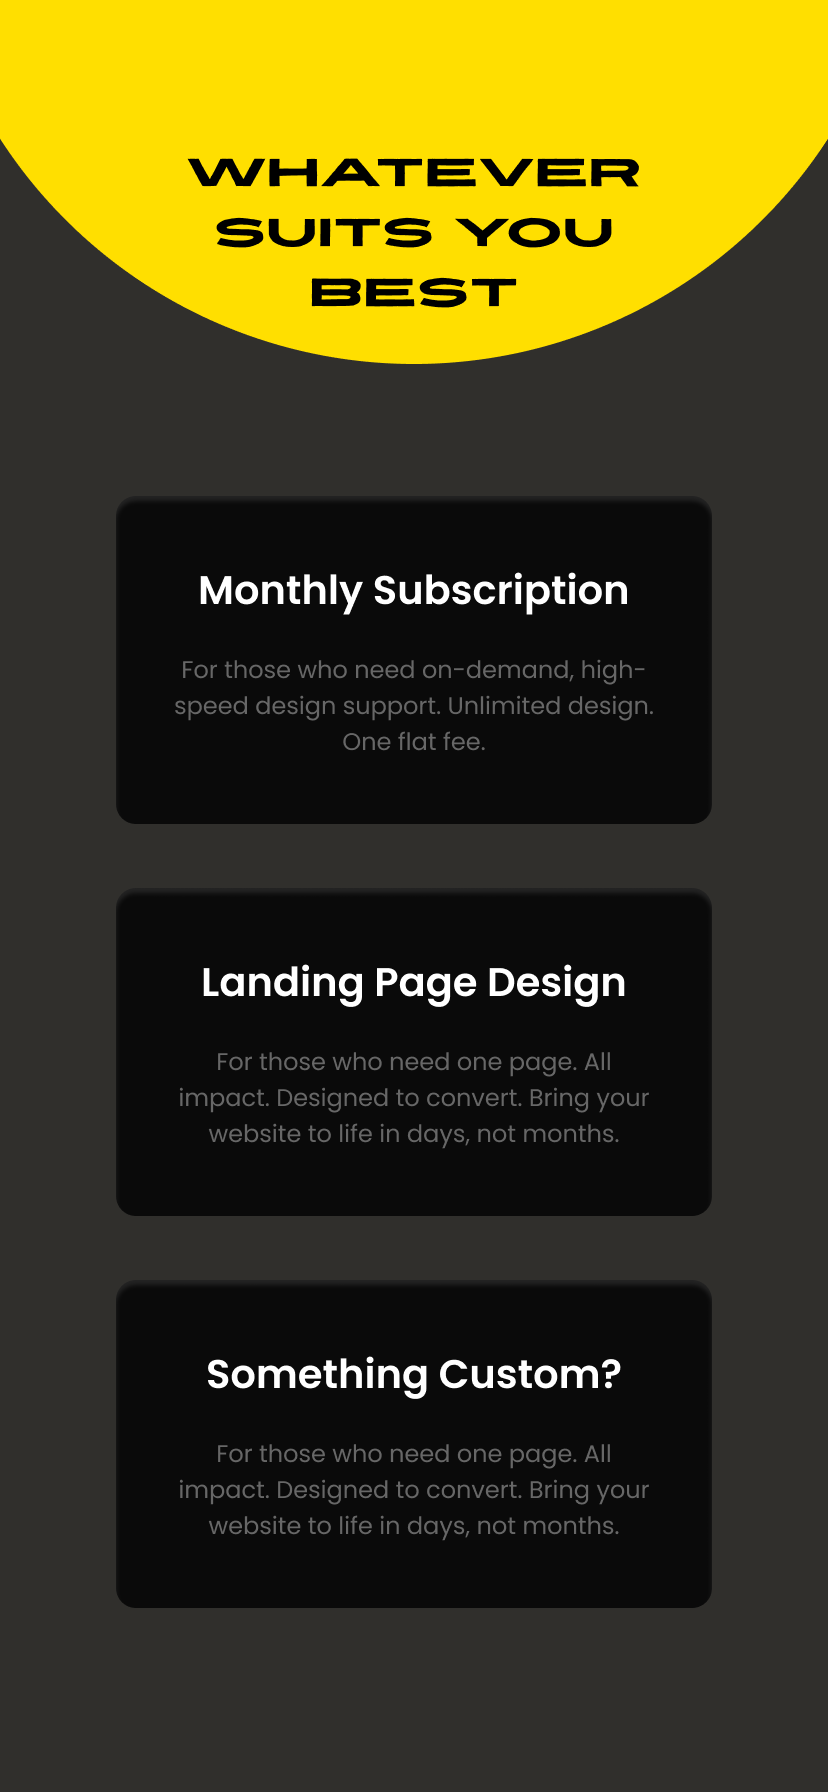 WHATEVER
SUITS YOU
BEST
Monthly Subscription
For those who need on-demand, high-
speed design support. Unlimited design.
One flat fee.
Landing Page Design
For those who need one page. All
impact. Designed to convert. Bring your
website to life in days, not months.
Something Custom?
For those who need one page. All
impact. Designed to convert. Bring your
website to life in days, not months.